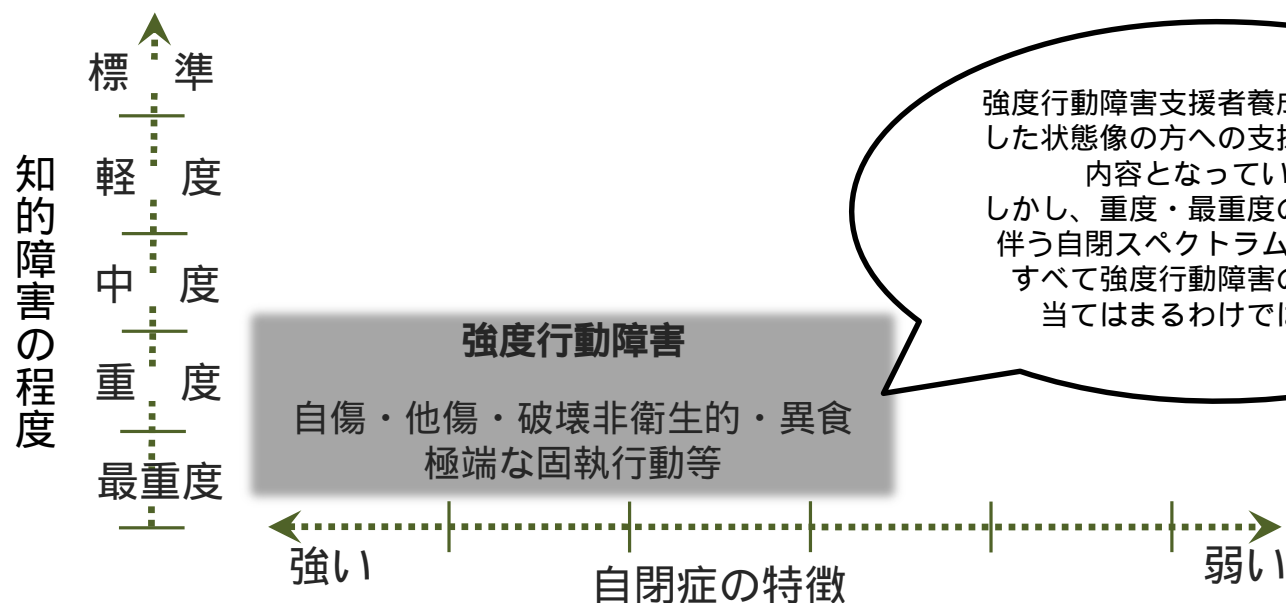 知的障害の程度
標準
軽度
中度
重度
最重度
強度行動障害
自傷・他傷・破壊非衛生的・異食
極端な固執行動等
強度行動障害支援者養
した状態像の方への支
内容となってい
しかし、重度・最重度の
伴う自閉スペクトラム
すべて強度行動障害の
当てはまるわけで
強い
自閉症の特徴
弱い